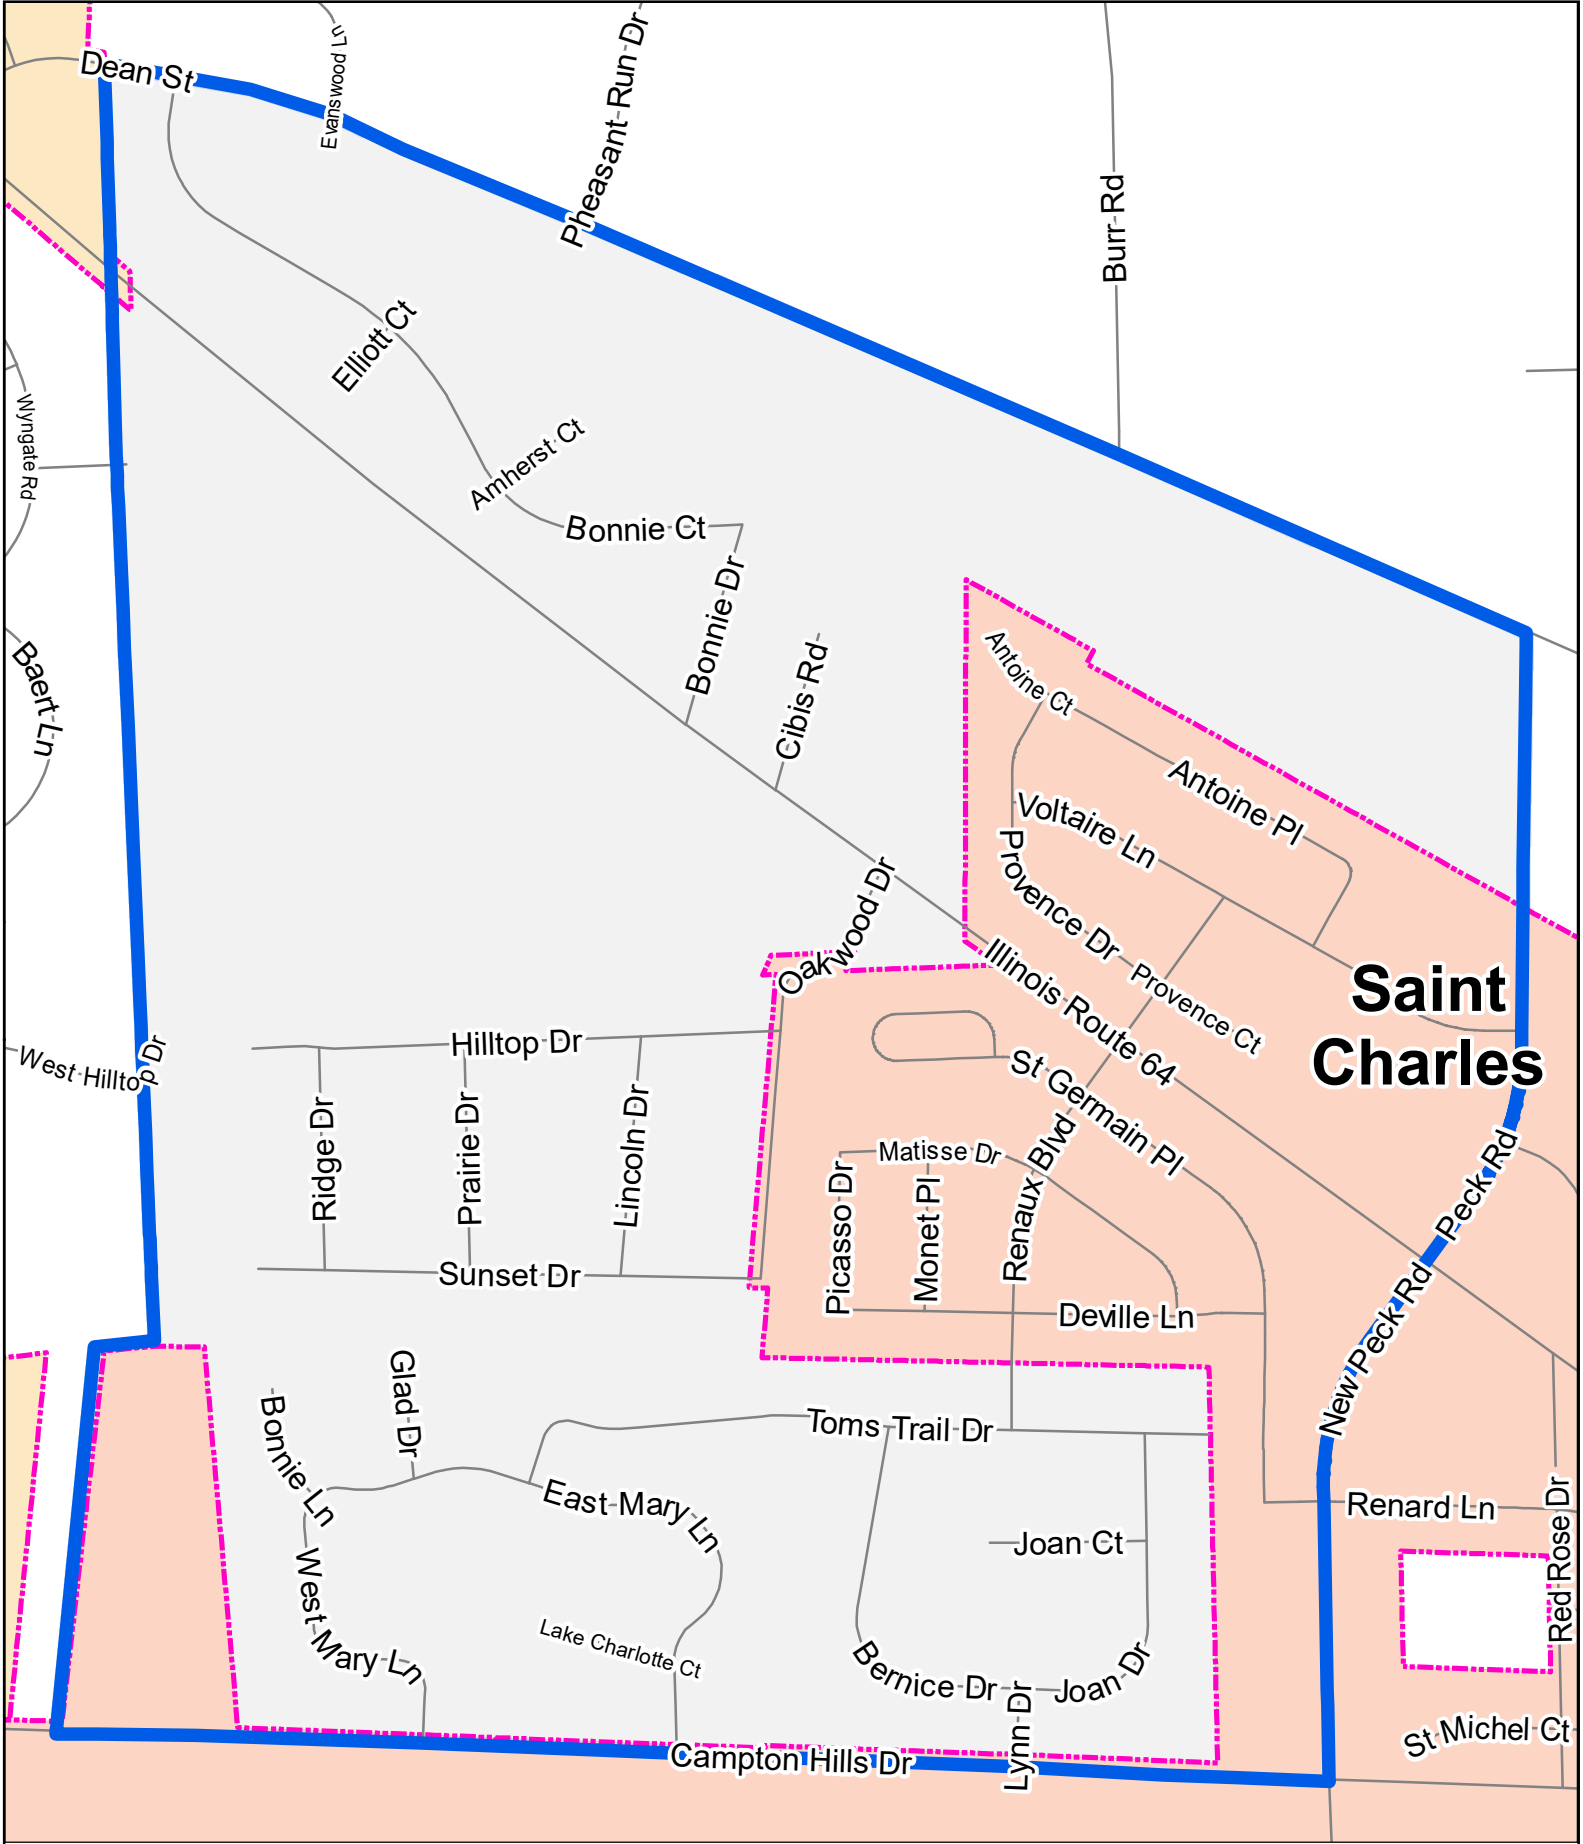 Dean St
Evanswood Ln
Pheasant Run Dr
Burr Rd
Elliott Ct
Wyngate Rd
Amherst Ct
Bonnie Ct
Bonnie Dr
Cibis Rd
Baert Ln
Antoine Ct
Antoine Pl
Voltaire Ln
Provence Dr
Oakwood Dr
Illinois Route 64
Provence Ct
Saint
Charles
West Hilltop Dr
Hilltop Dr
St Germain Pl
Ridge Dr
Prairie Dr
Lincoln Dr
Matisse Dr
Renaux Blvd
Picasso Dr
Monet Pl
Peck Rd
New Peck Rd
Sunset Dr
Deville Ln
Glad Dr
Bonnie Ln
Toms Trail Dr
East Mary Ln
Renard Ln
Red Rose Dr
Joan Ct
West Mary Ln
Lake Charlotte Ct
Bernice Dr
Joan Dr
Lynn Dr
St Michel Ct
Campton Hills Dr